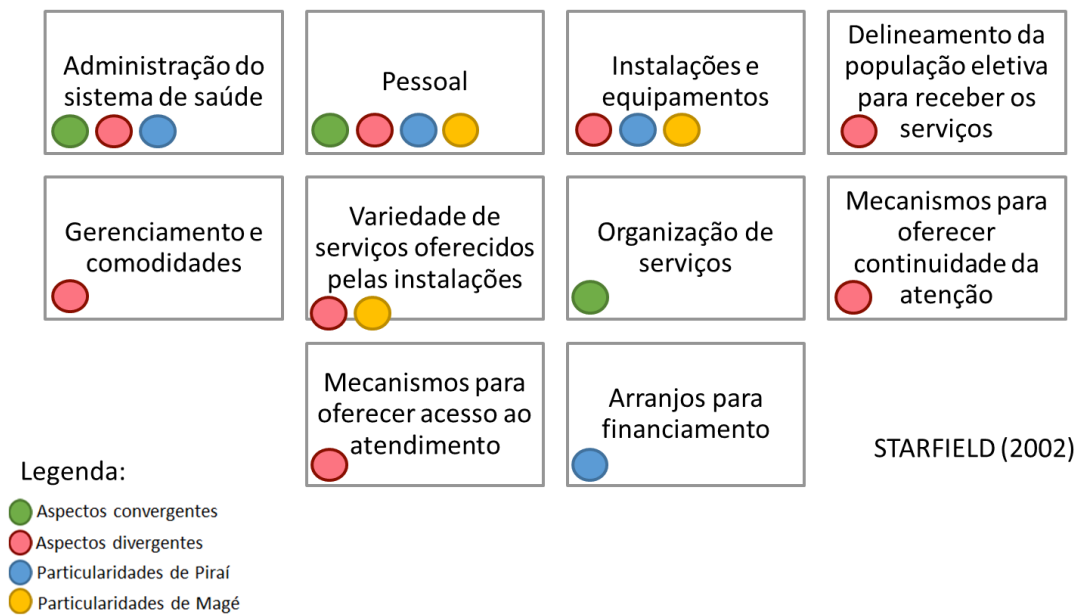 Administração do
sistema de saúde
Pessoal
Instalações e
equipamentos
Delineamento da
população eletiva
para receber os
serviços
Gerenciamento e
comodidades
Variedade de
serviços oferecidos
pelas instalações
Organização de
serviços
Mecanismos para
oferecer
continuidade da
atenção
Mecanismos para
oferecer acesso ao
atendimento
Arranjos para
financiamento
STARFIELD (2002)
Legenda:
Aspectos convergentes
Aspectos divergentes
Particularidades de Piraí
Particularidades de Magé